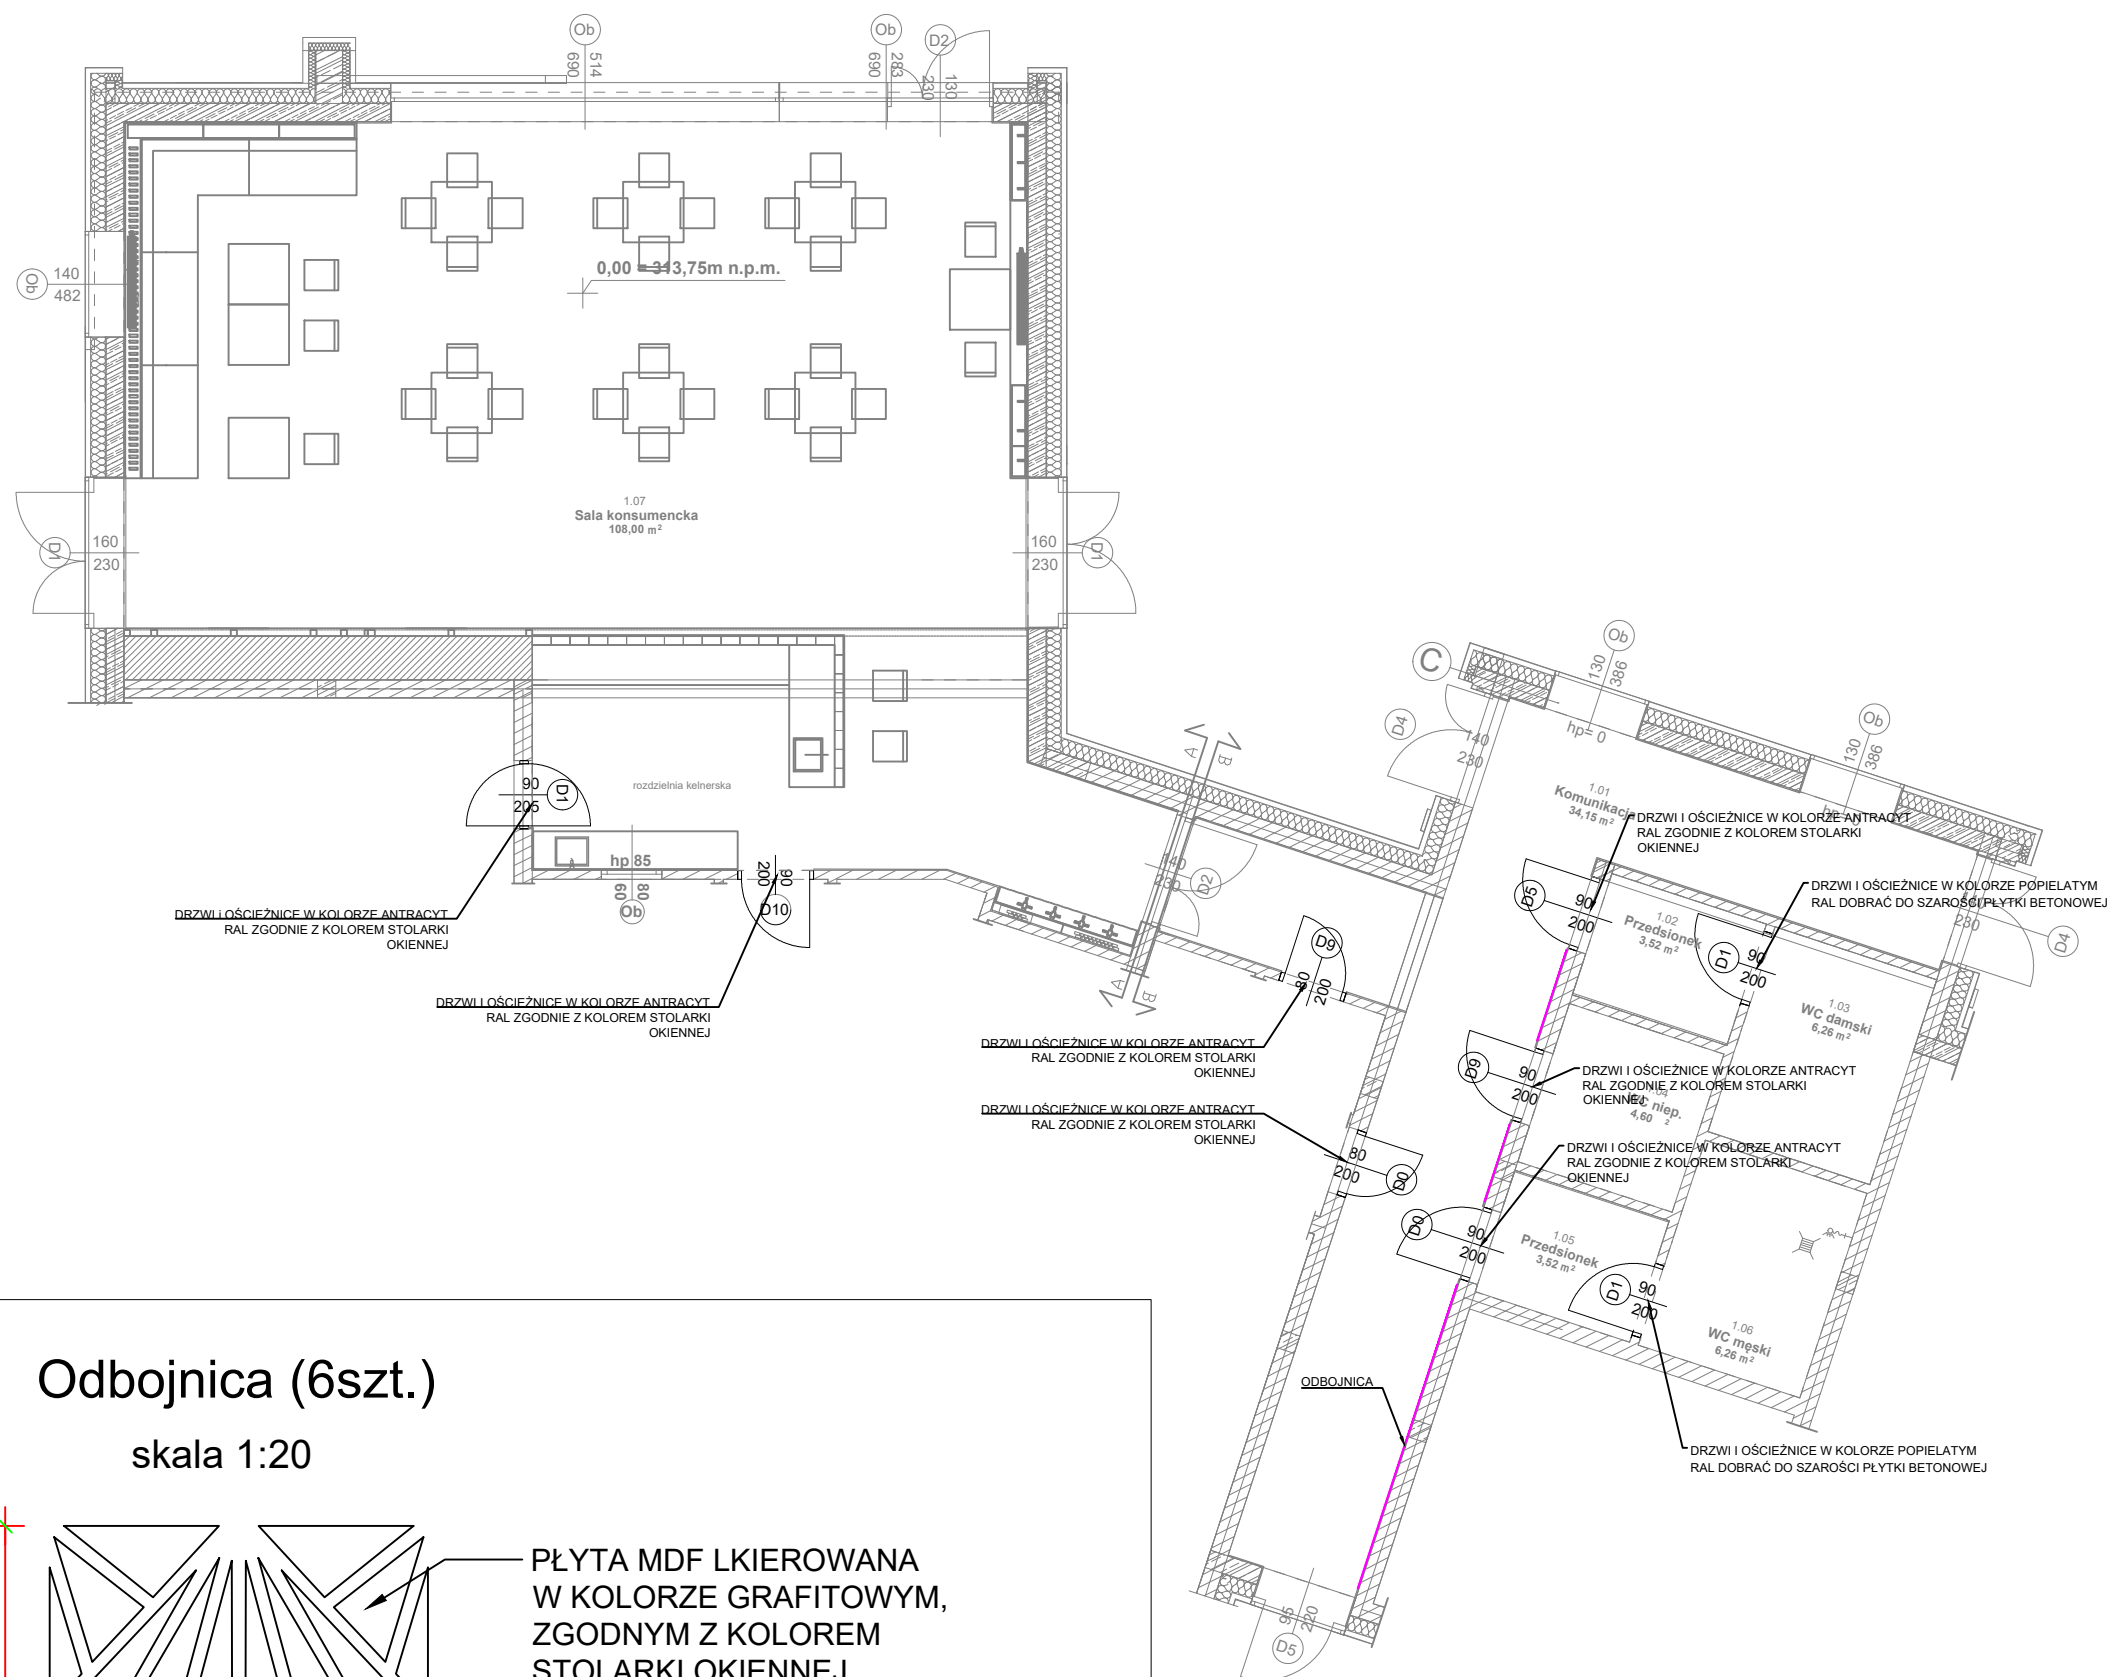 Ob
690
514
Ob
690
283
D2
230
130
Ob
140
482
0,00 = 313,75m n.p.m.
1.07
Sala konsumencka
108,00 m²
D1
160
230
160
230
D1
C
Ob
130
386
hp= 0
D4
140
230
Ob
130
386
A
B
1.01
Komunikacja
34,15 m²
DRZWI I OŚCIEŻNICE W KOLORZE ANTRACYT
RAL ZGODNIE Z KOLOREM STOLARKI
OKIENNEJ
90
205
D1
rozdzielnia kelnerska
hp 85
60
80
Ob
200
90
D10
140
230
D2
D5
90
200
1.02
Przedsionek
3,52 m²
DRZWI I OŚCIEŻNICE W KOLORZE POPIELATYM
RAL DOBRAĆ DO SZAROŚCI PŁYTKI BETONOWEJ
230
D4
D1
90
200
DRZWI i OŚCIEŻNICE W KOLORZE ANTRACYT
RAL ZGODNIE Z KOLOREM STOLARKI
OKIENNEJ
D9
80
200
A
B
DRZWI I OŚCIEŻNICE W KOLORZE ANTRACYT
RAL ZGODNIE Z KOLOREM STOLARKI
OKIENNEJ
1.03
WC damski
6,26 m²
DRZWI I OŚCIEŻNICE W KOLORZE ANTRACYT
RAL ZGODNIE Z KOLOREM STOLARKI
OKIENNEJ
D9
90
200
DRZWI I OŚCIEŻNICE W KOLORZE ANTRACYT
RAL ZGODNIE Z KOLOREM STOLARKI
OKIENNEJ
1.04
WC niep.
4,60 ²
DRZWI I OŚCIEŻNICE W KOLORZE ANTRACYT
RAL ZGODNIE Z KOLOREM STOLARKI
OKIENNEJ
80
200
D0
DRZWI I OŚCIEŻNICE W KOLORZE ANTRACYT
RAL ZGODNIE Z KOLOREM STOLARKI
OKIENNEJ
D0
90
200
1.05
Przedsionek
3,52 m²
D1
90
200
1.06
WC męski
6,26 m²
ODBOJNICA
DRZWI I OŚCIEŻNICE W KOLORZE POPIELATYM
RAL DOBRAĆ DO SZAROŚCI PŁYTKI BETONOWEJ
Odbojnica (6szt.)
skala 1:20
PŁYTA MDF LKIEROWANA
W KOLORZE GRAFITOWYM,
ZGODNYM Z KOLOREM
STOLARKI OKIENNEJ
95
220
D5